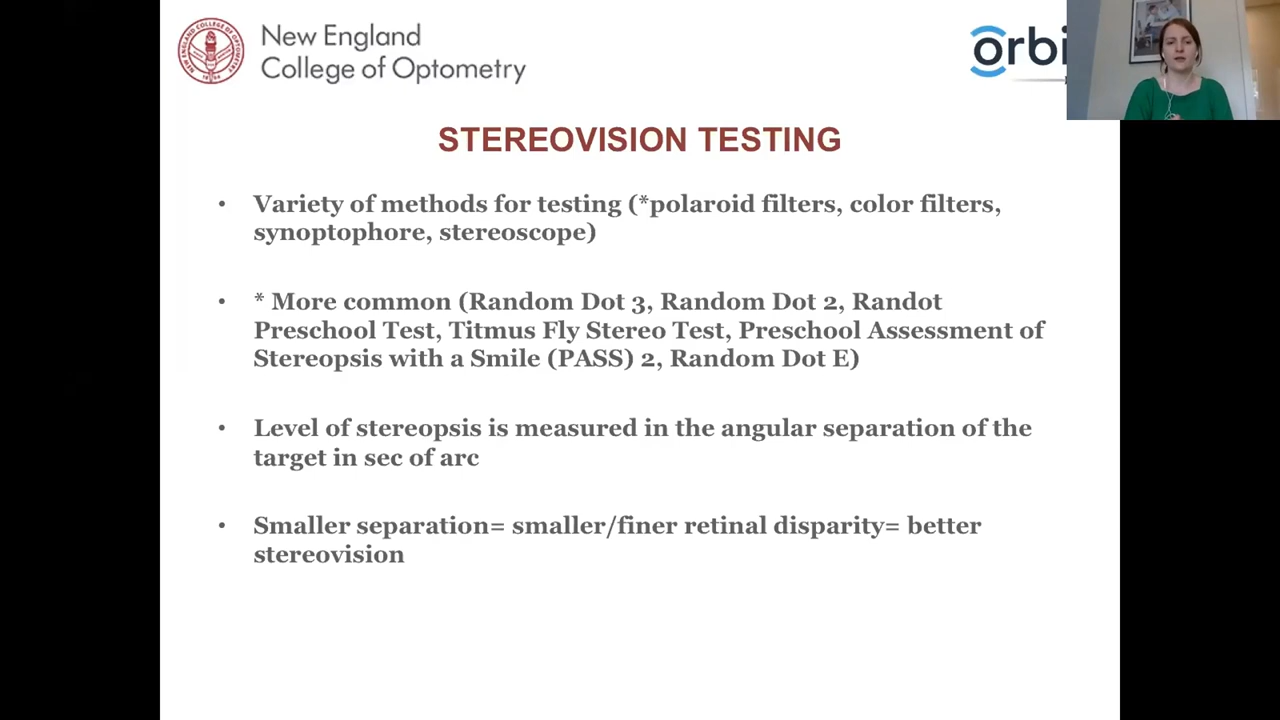 New England
College of Optometry
STEREOVISION TESTING
• Variety of methods for testing (*polaroid filters, color filters,
synoptophore, stereoscope)
• * More common (Random Dot 3, Random Dot 2, Randot
Preschool Test, Titmus Fly Stereo Test, Preschool Assessment of
Stereopsis with a Smile (PASS) 2, Random Dot E)
• Level of stereopsis is measured in the angular separation of the
target in sec of arc
• Smaller separation= smaller/finer retinal disparity= better
stereovision